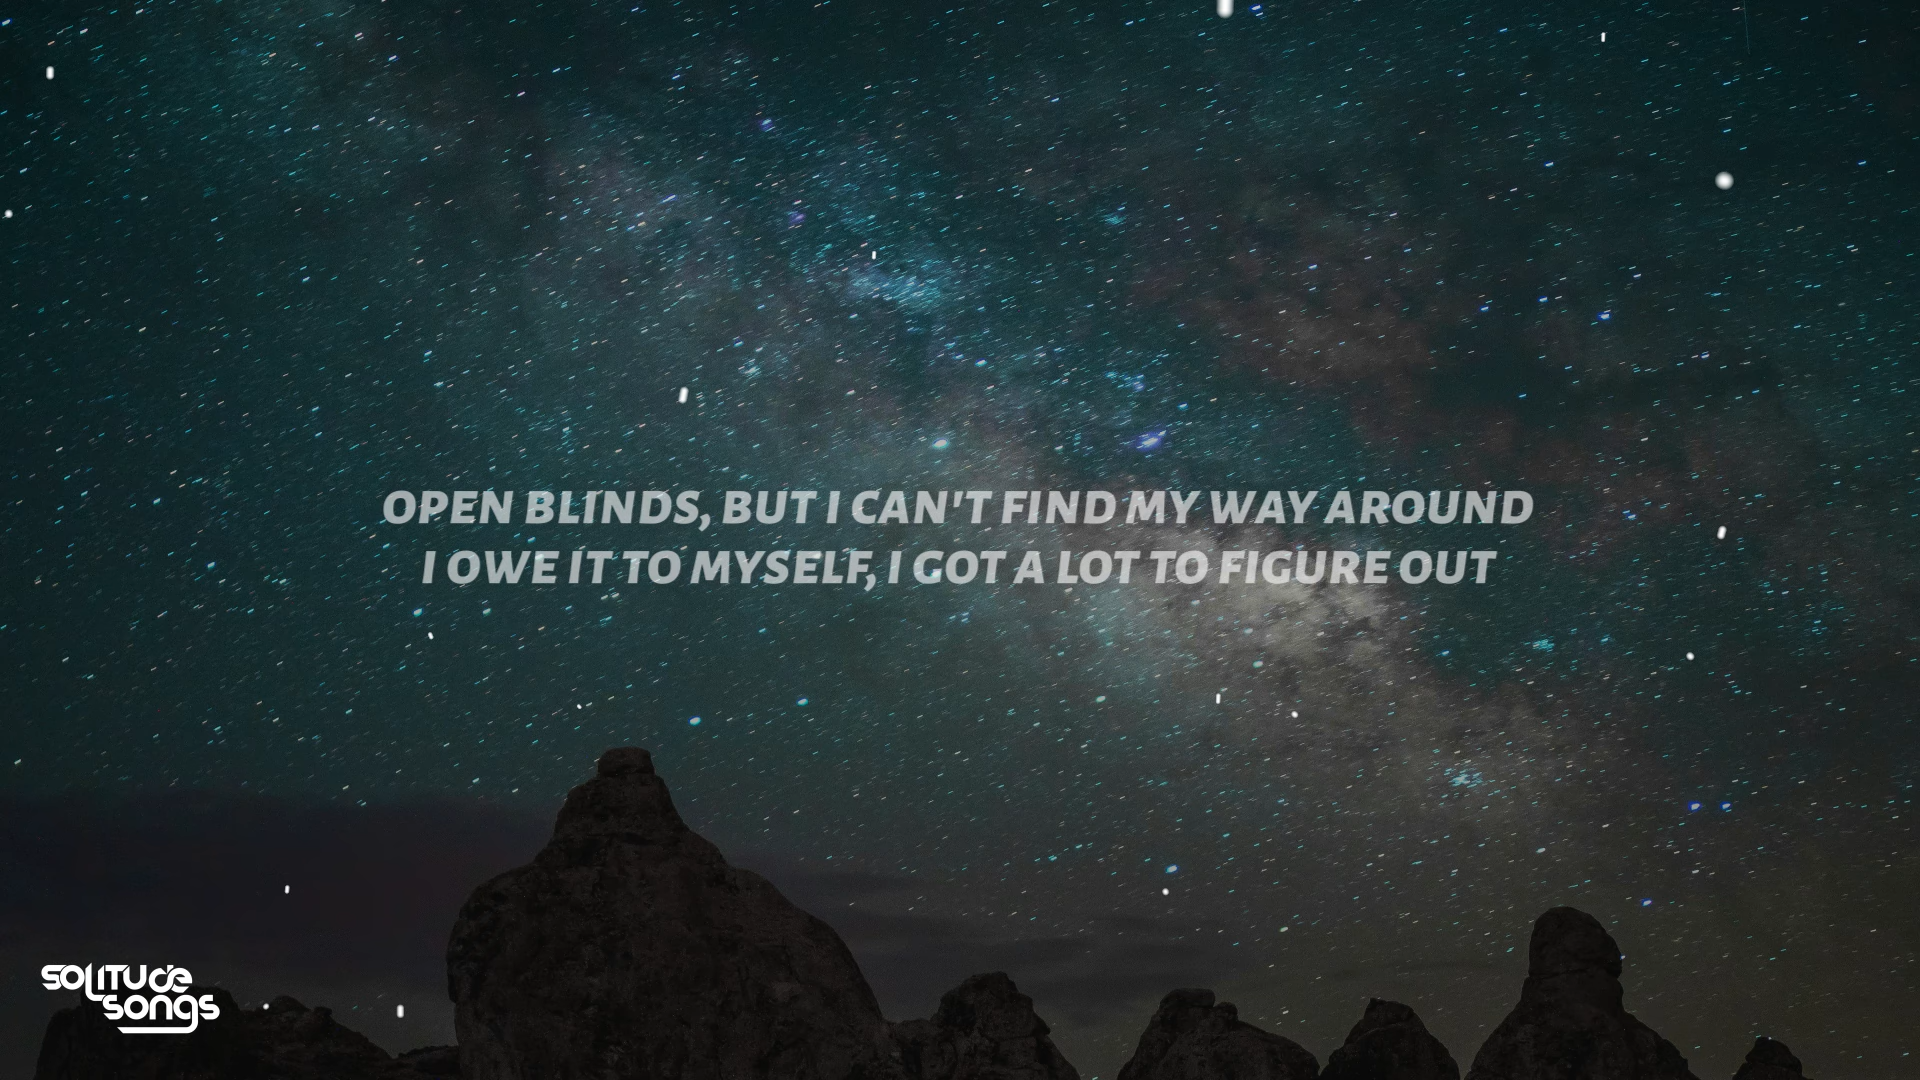 OPEN BLINDS, BUT I CAN'T FIND MY WAY AROUND
I OWE IT TO MYSELF, I GOT A LOT TO FIGURE OUT
SOLITUDE
SONGS